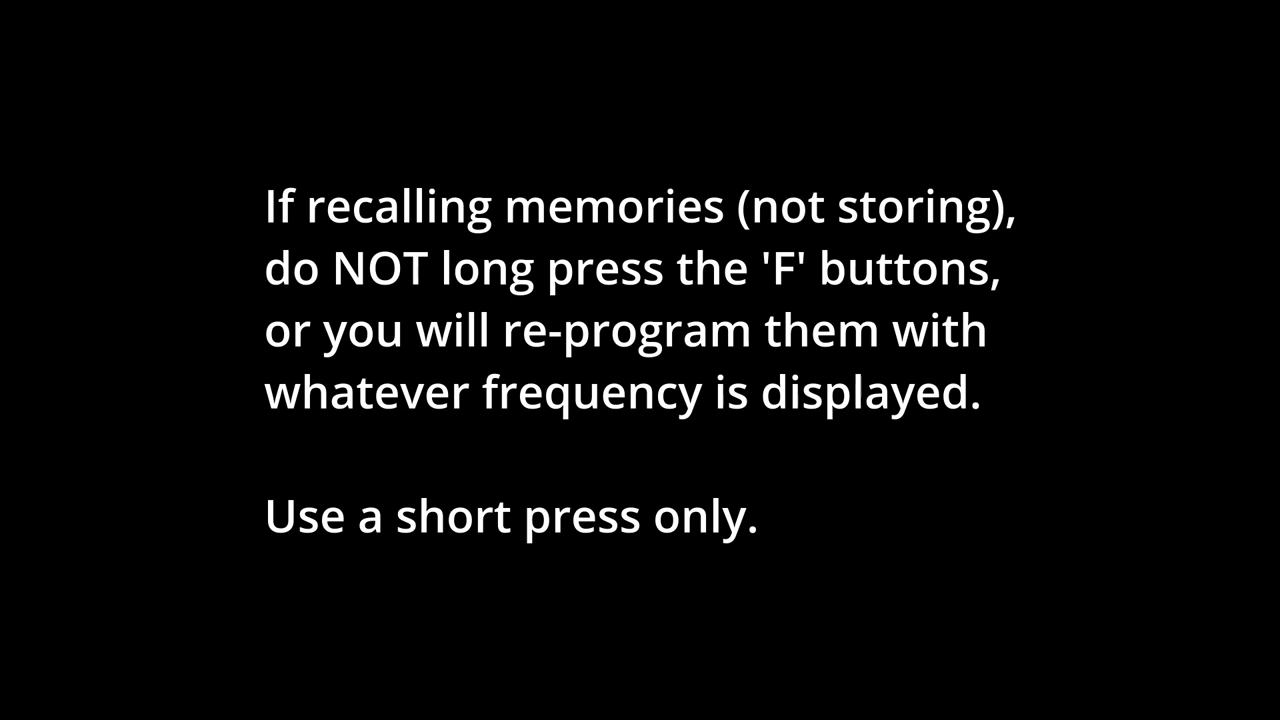 If recalling memories (not storing),
do NOT long press the 'F' buttons,
or you will re-program them with
whatever frequency is displayed.
Use a short press only.